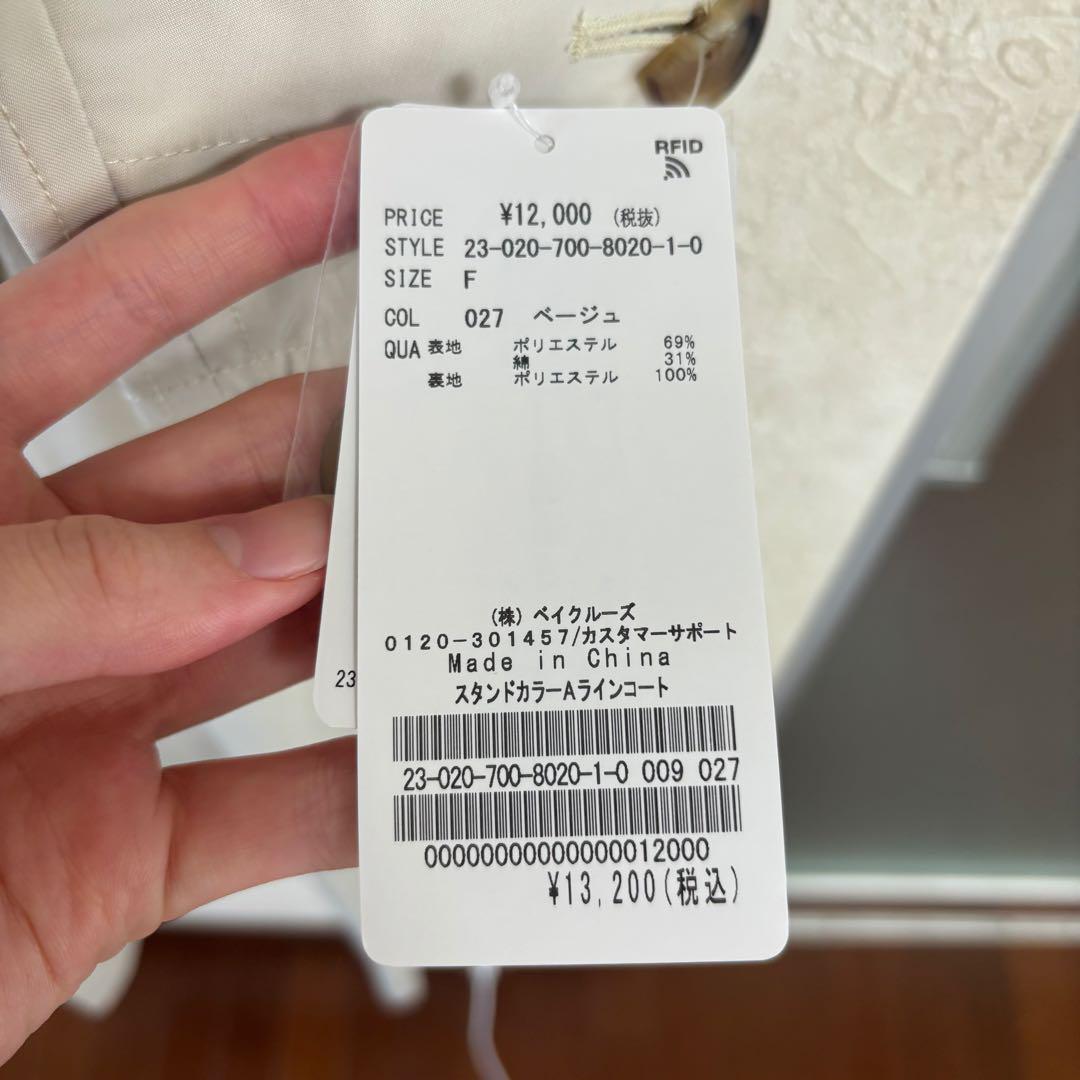 RFID
PRICE ¥12,000 (税抜)
STYLE 23-020-700-8020-1-0
SIZE F
COL 027 ベージュ
QUA 表地 ポリエステル 69%
綿 31%
裏地 ポリエステル 100%
(株) ベイクルーズ
0120-301457/カスタマーサポート
Made in China
スタンドカラーAラインコート
23
23-020-700-8020-1-0 009 027
00000000000000012000
¥13,200(税込)